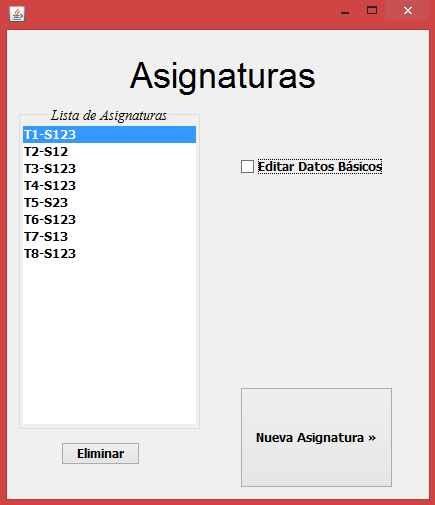 Asignaturas
Lista de Asignaturas
T1-S123
T2-S12
T3-S123
T4-S123
T5-S23
T6-S123
T7-S13
T8-S123
Eliminar
Editar Datos Básicos
Nueva Asignatura »